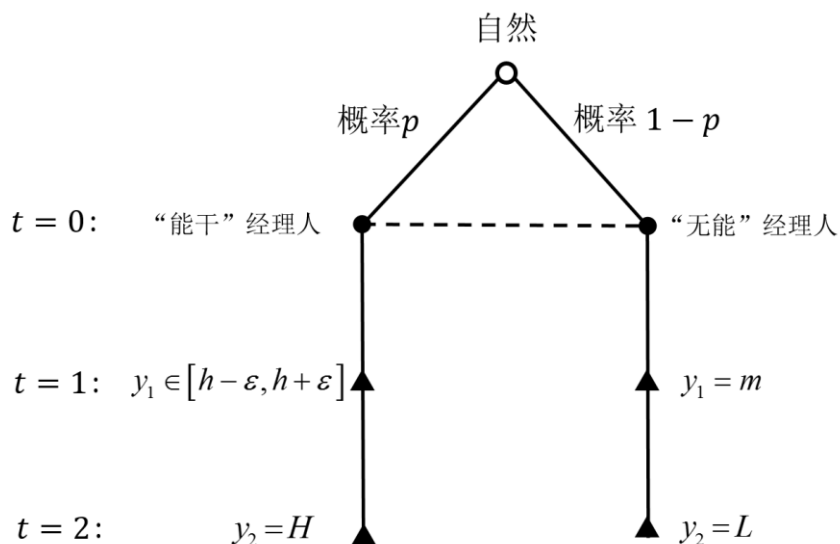 自然
概率p 概率 1 − p
t = 0: “能干”经理人 “无能”经理人
t = 1: y₁ ∈ [h − ε, h + ε] y₁ = m
t = 2: y₂ = H y₂ = L